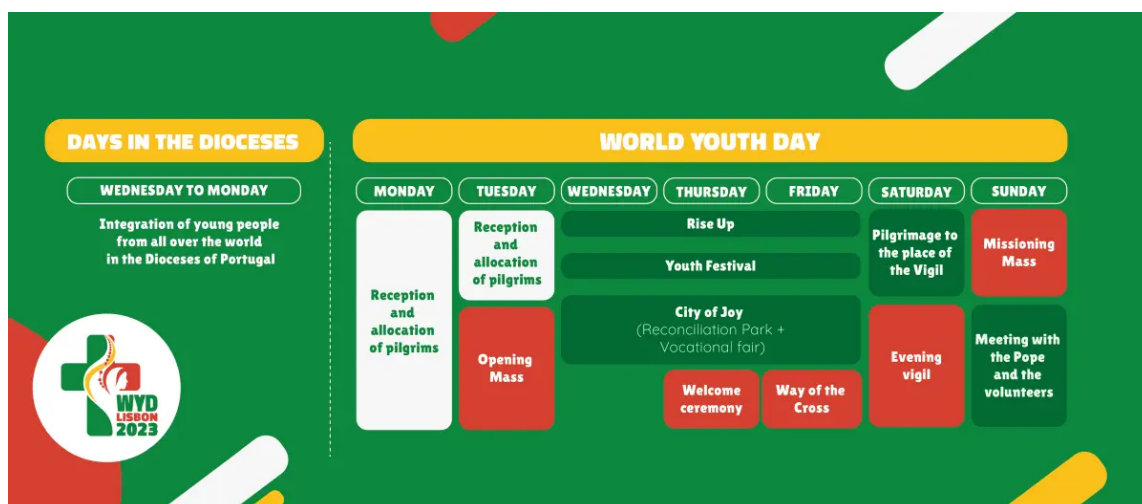 DAYS IN THE DIOCESES
WEDNESDAY TO MONDAY
Integration of young people
from all over the world
in the Dioceses of Portugal
WYD
LISBON
2023
WORLD YOUTH DAY
MONDAY
TUESDAY
WEDNESDAY
THURSDAY
FRIDAY
SATURDAY
SUNDAY
Reception
and
allocation
of pilgrims
Reception
and
allocation
of pilgrims
Opening
Mass
Rise Up
Youth Festival
City of Joy
(Reconciliation Park +
Vocational fair)
Welcome
ceremony
Way of the
Cross
Pilgrimage to
the place of
the Vigil
Evening
vigil
Missioning
Mass
Meeting with
the Pope
and the
volunteers